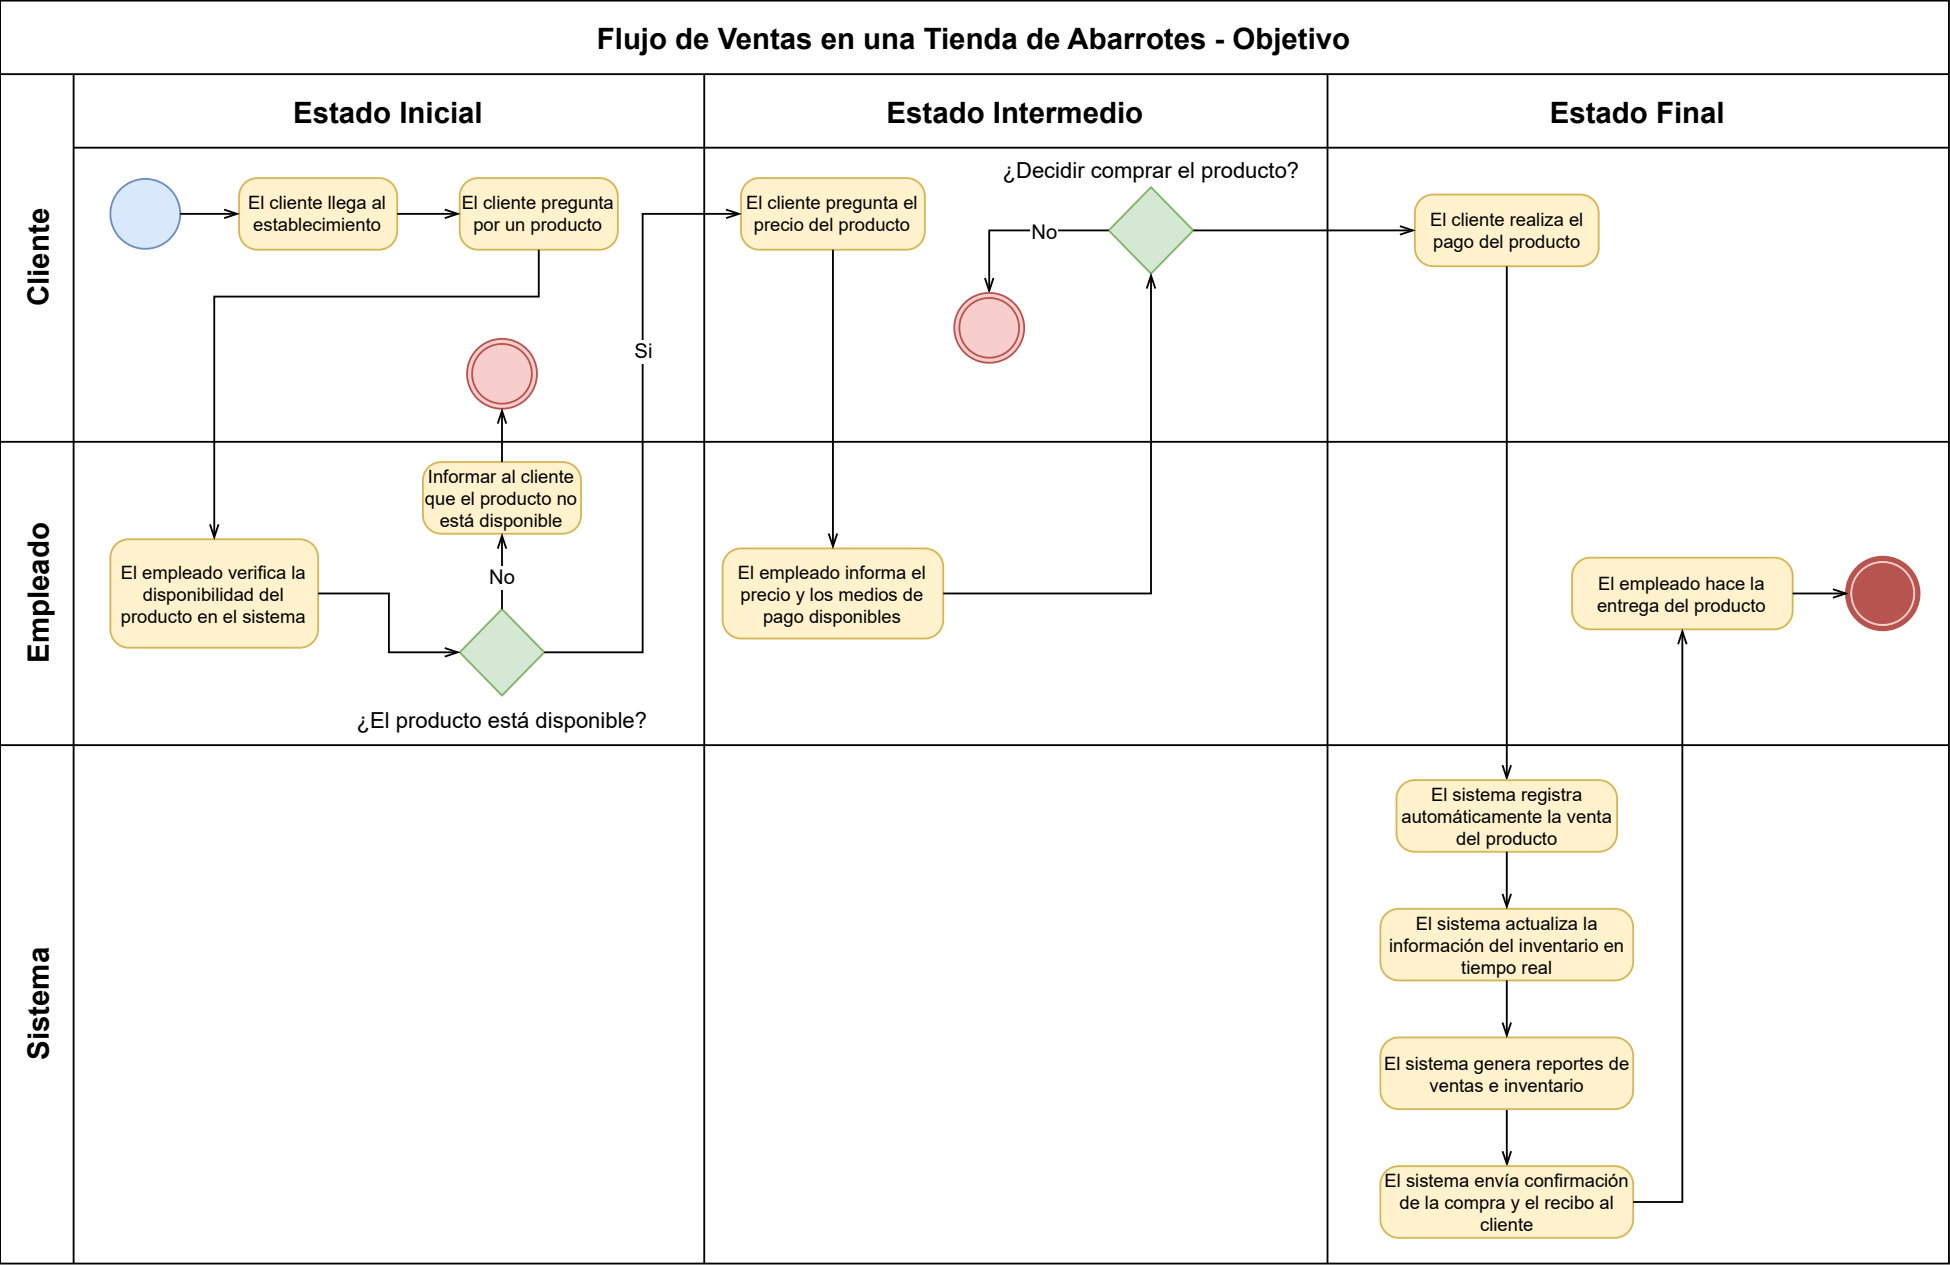 Flujo de Ventas en una Tienda de Abarrotes - Objetivo
Estado Inicial
Estado Intermedio
Estado Final
Cliente
El cliente llega al
establecimiento
El cliente pregunta
por un producto
Si
El cliente pregunta el
precio del producto
¿Decidir comprar el producto?
No
El cliente realiza el
pago del producto
Empleado
Informar al cliente
que el producto no
está disponible
No
El empleado verifica la
disponibilidad del
producto en el sistema
¿El producto está disponible?
El empleado informa el
precio y los medios de
pago disponibles
El empleado hace la
entrega del producto
Sistema
El sistema registra
automáticamente la venta
del producto
El sistema actualiza la
información del inventario en
tiempo real
El sistema genera reportes de
ventas e inventario
El sistema envía confirmación
de la compra y el recibo al
cliente